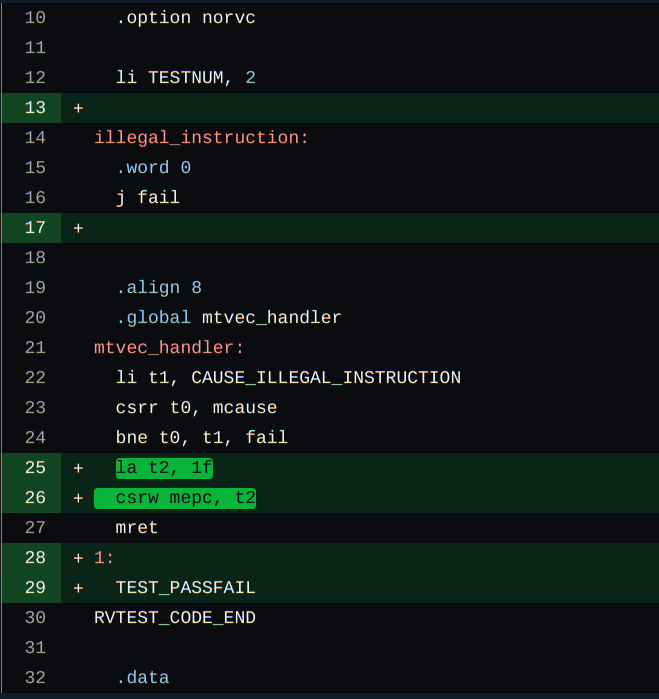 10 .option norvc
11
12 li TESTNUM, 2
13 +
14 illegal_instruction:
15 .word 0
16 j fail
17 +
18
19 .align 8
20 .global mtvec_handler
21 mtvec_handler:
22 li t1, CAUSE_ILLEGAL_INSTRUCTION
23 csrr t0, mcause
24 bne t0, t1, fail
25 + la t2, 1f
26 + csrw mepc, t2
27 mret
28 + 1:
29 + TEST_PASSFAIL
30 RVTEST_CODE_END
31
32 .data